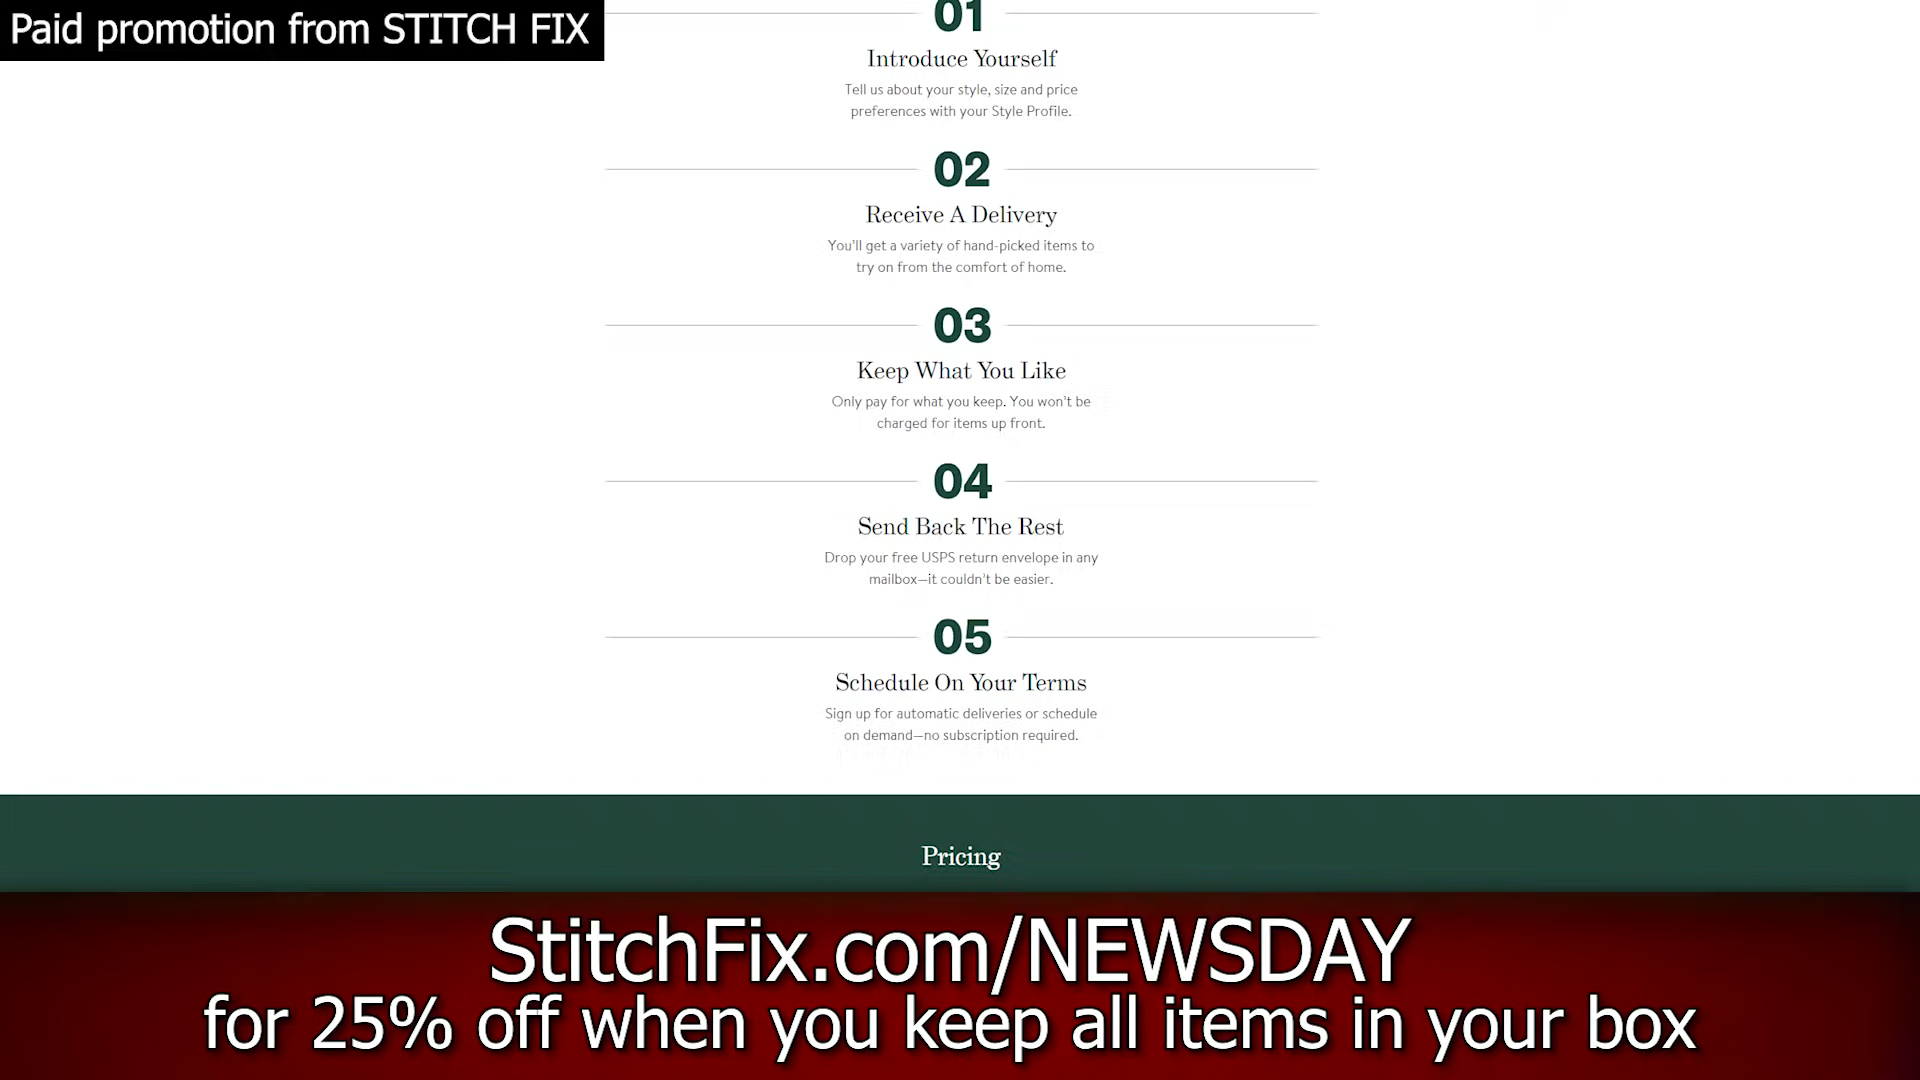 Paid promotion from STITCH FIX
01
Introduce Yourself
Tell us about your style, size and price
preferences with your Style Profile.
02
Receive A Delivery
You'll get a variety of hand-picked items to
try on from the comfort of home.
03
Keep What You Like
Only pay for what you keep. You won't be
charged for items up front.
04
Send Back The Rest
Drop your free USPS return envelope in any
mailbox—it couldn't be easier.
05
Schedule On Your Terms
Sign up for automatic deliveries or schedule
on demand—no subscription required.
Pricing
StitchFix.com/NEWSDAY
for 25% off when you keep all items in your box